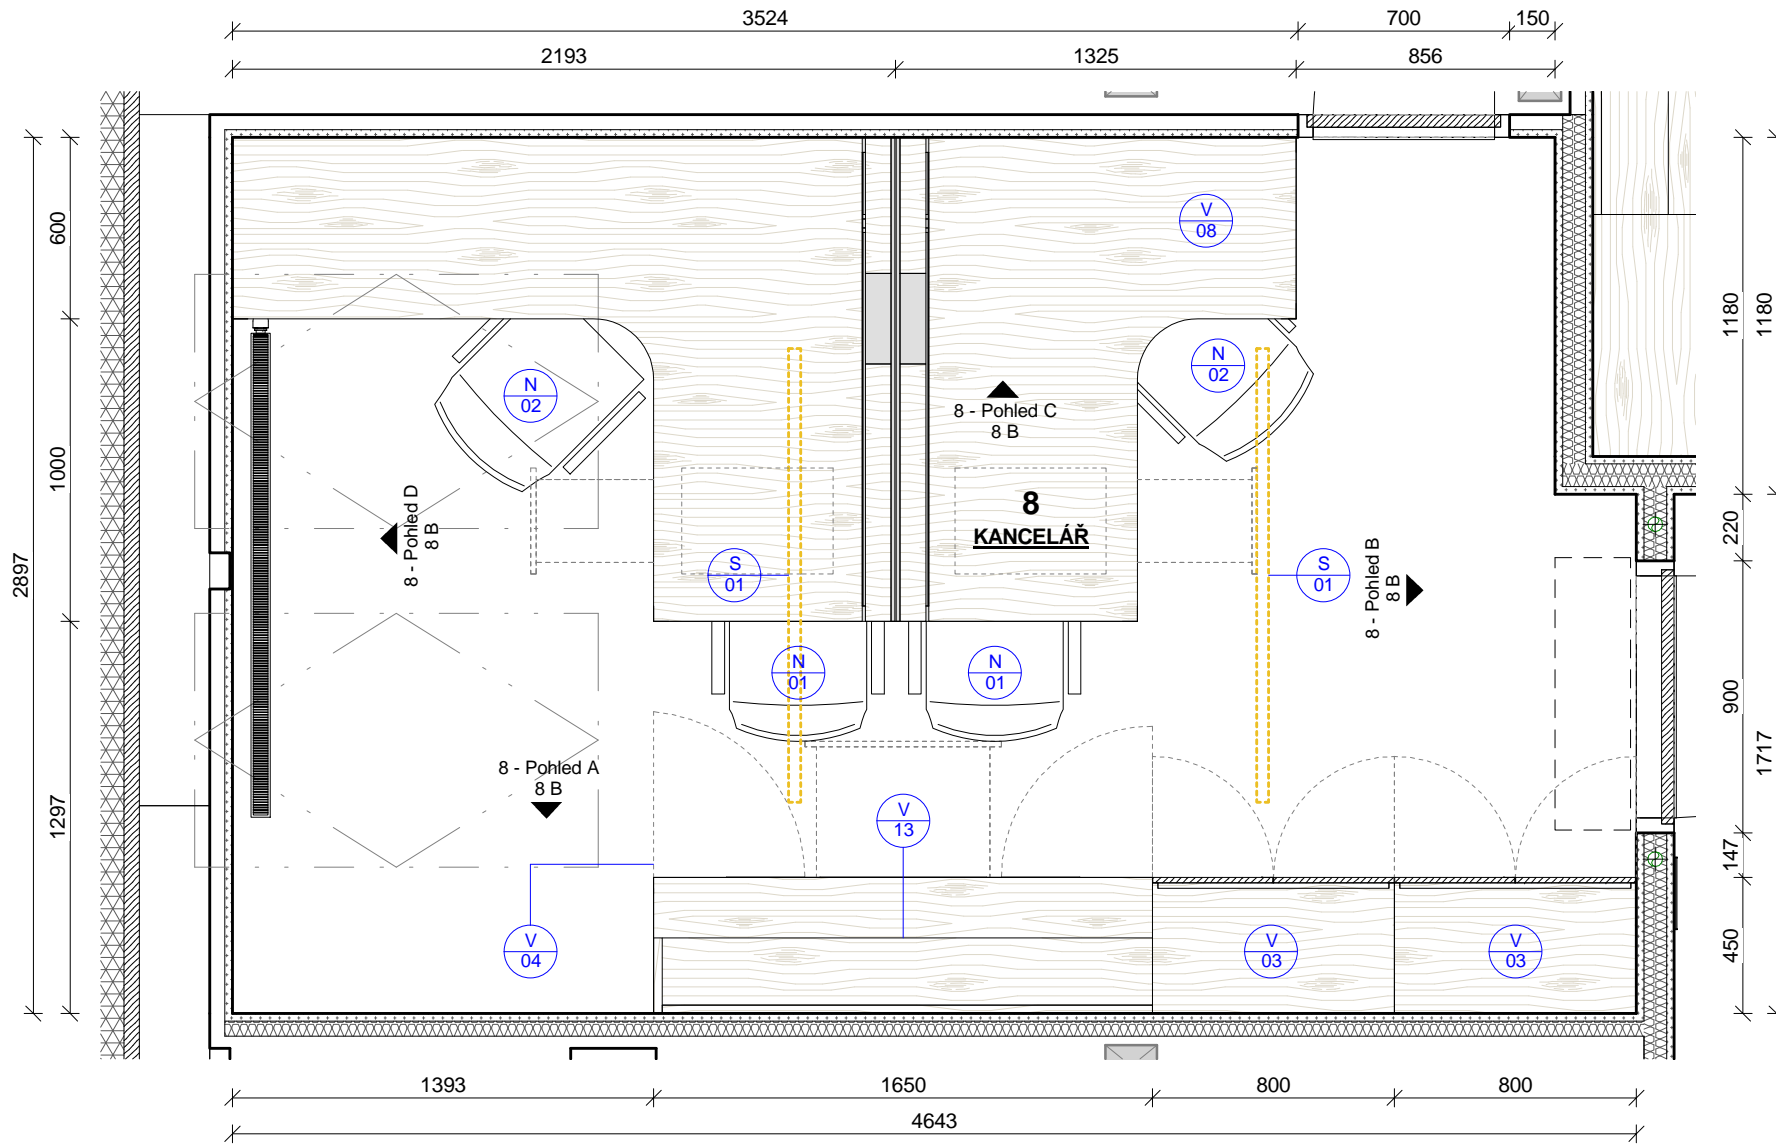 3524
700
150
2193
1325
856
V
08
600
1180
1180
N
02
N
02
8 - Pohled C
8 B
1000
8 - Pohled D
8 B
8
KANCELÁŘ
220
2897
S
01
S
01
8 - Pohled B
8 B
N
01
N
01
900
1717
8 - Pohled A
8 B
1297
V
13
147
V
04
V
03
V
03
450
1393
1650
800
800
4643